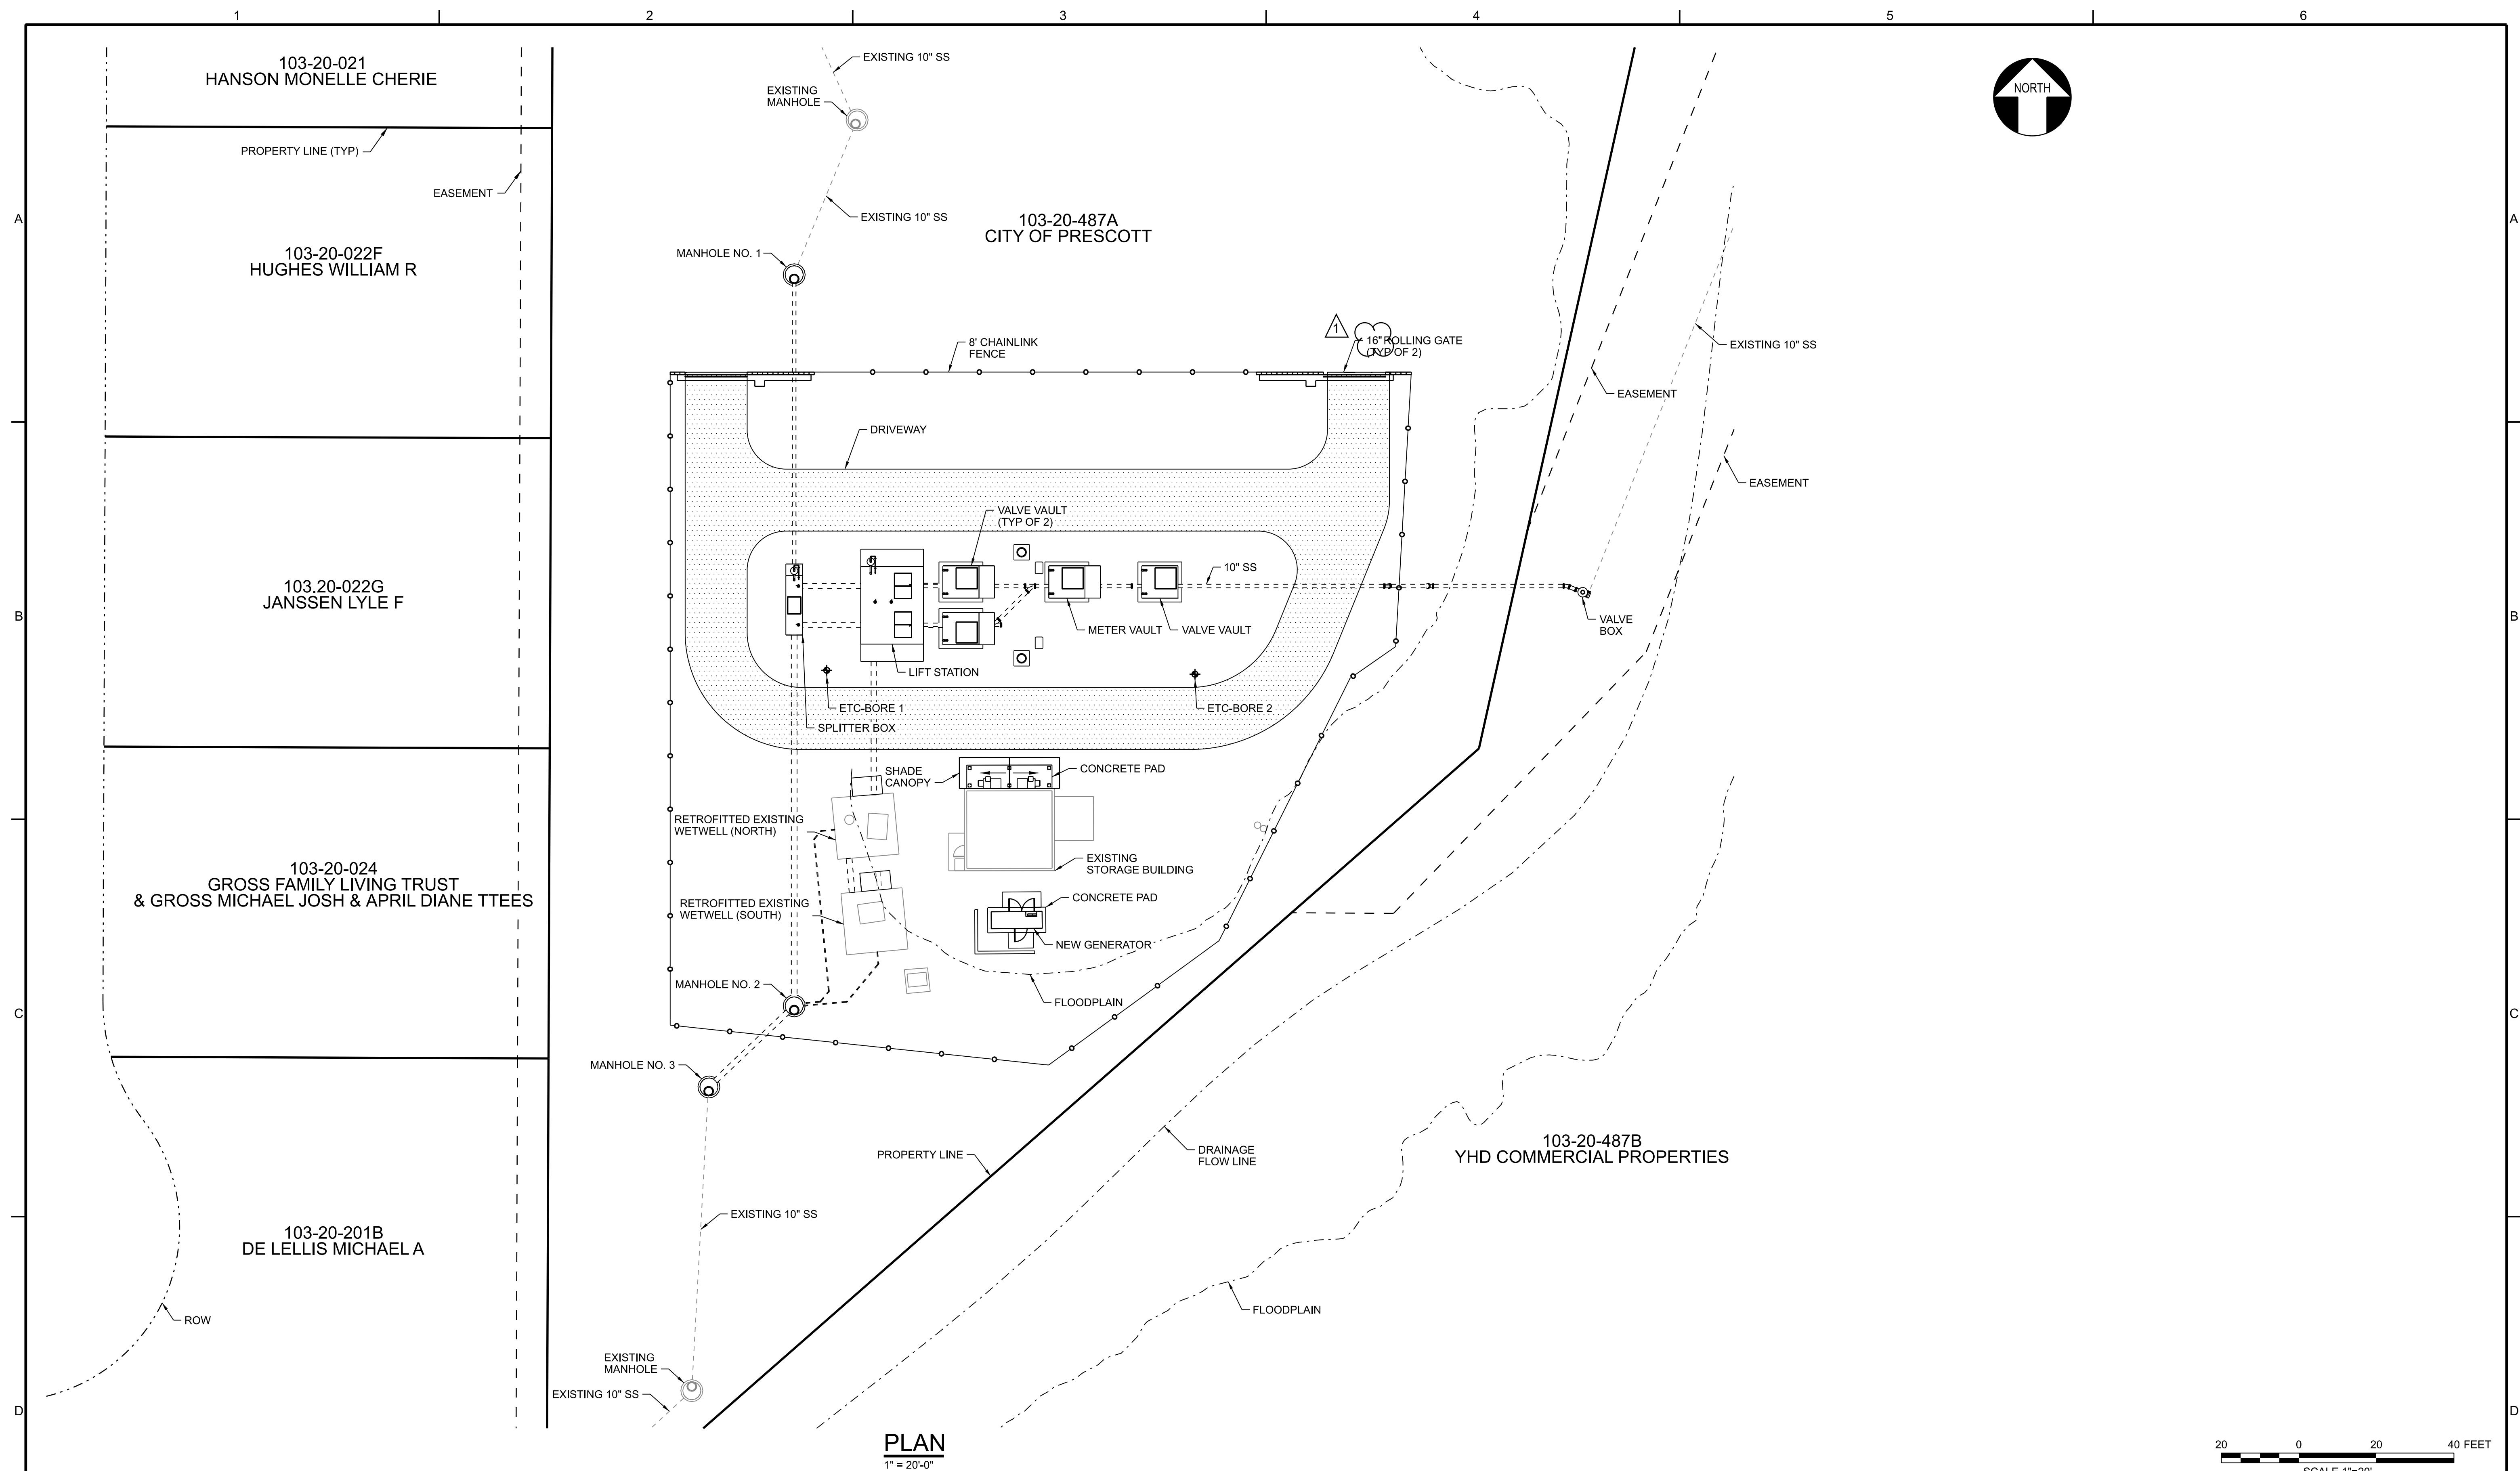 1 2 3 4 5 6
103-20-021
HANSON MONELLE CHERIE
EXISTING 10" SS
EXISTING
MANHOLE
NORTH
PROPERTY LINE (TYP)
EASEMENT
A
A
EXISTING 10" SS
103-20-487A
CITY OF PRESCOTT
103-20-022F
HUGHES WILLIAM R
MANHOLE NO. 1
1
8' CHAINLINK
FENCE
16" ROLLING GATE
(TYP OF 2)
EXISTING 10" SS
EASEMENT
DRIVEWAY
EASEMENT
VALVE VAULT
(TYP OF 2)
10" SS
103.20-022G
JANSSEN LYLE F
B
B
METER VAULT
VALVE VAULT
VALVE
BOX
LIFT STATION
ETC-BORE 1
ETC-BORE 2
SPLITTER BOX
SHADE
CANOPY
CONCRETE PAD
RETROFITTED EXISTING
WETWELL (NORTH)
EXISTING
STORAGE BUILDING
103-20-024
GROSS FAMILY LIVING TRUST
& GROSS MICHAEL JOSH & APRIL DIANE TTEES
RETROFITTED EXISTING
WETWELL (SOUTH)
CONCRETE PAD
NEW GENERATOR
MANHOLE NO. 2
FLOODPLAIN
C
C
MANHOLE NO. 3
PROPERTY LINE
DRAINAGE
FLOW LINE
103-20-487B
YHD COMMERCIAL PROPERTIES
EXISTING 10" SS
103-20-201B
DE LELLIS MICHAEL A
FLOODPLAIN
ROW
EXISTING
MANHOLE
EXISTING 10" SS
D
D
PLAN
1" = 20'-0"
20 0 20 40 FEET
SCALE 1"=20'